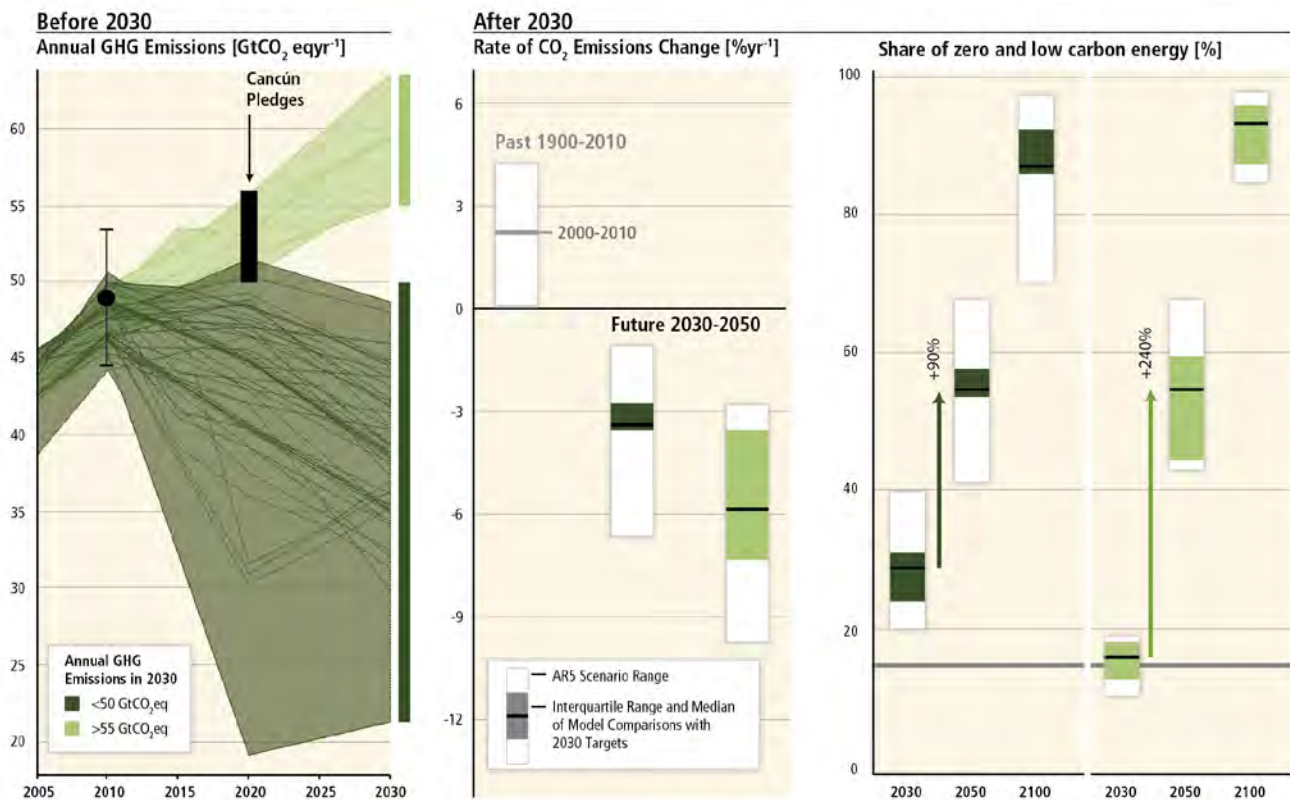 Before 2030
Annual GHG Emissions [GtCO₂ eqyr⁻¹]
Cancún
Pledges
60
55
50
45
40
35
30
25
20
Annual GHG
Emissions in 2030
<50 GtCO₂eq
>55 GtCO₂eq
2005 2010 2015 2020 2025 2030
After 2030
Rate of CO₂ Emissions Change [%yr⁻¹]
6
Past 1900-2010
3
2000-2010
0
Future 2030-2050
-3
-6
-9
-12
AR5 Scenario Range
Interquartile Range and Median
of Model Comparisons with
2030 Targets
Share of zero and low carbon energy [%]
100
80
60
40
20
0
+90%
+240%
2030 2050 2100 2030 2050 2100